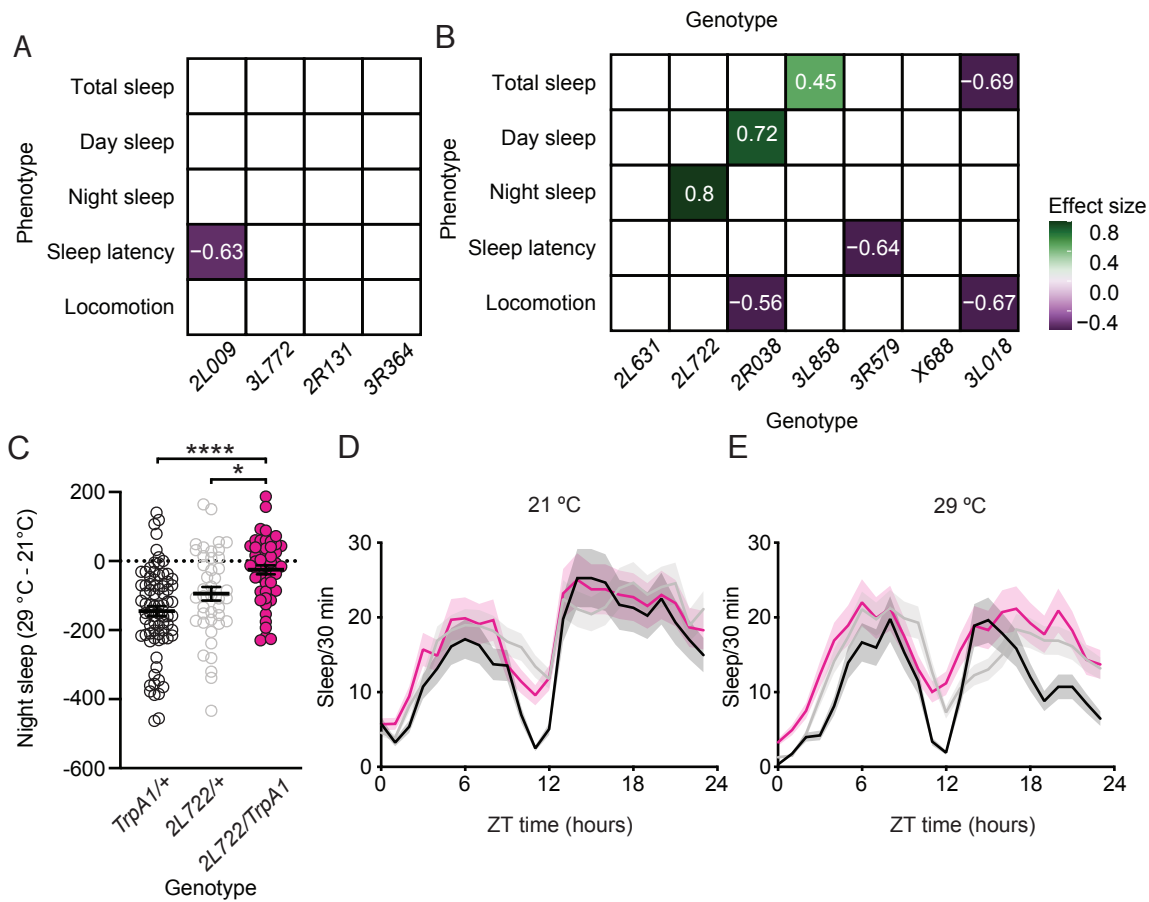 Genotype
A
B
Total sleep
Day sleep
Night sleep
Sleep latency
Locomotion
Phenotype
−0.63
2L009
3L772
2R131
3R364
Total sleep
Day sleep
Night sleep
Sleep latency
Locomotion
Phenotype
0.45
−0.69
0.72
0.8
−0.64
−0.56
−0.67
2L631
2L722
2R038
3L858
3R579
X688
3L018
Genotype
Effect size
0.8
0.4
0.0
−0.4
C
D
E
****
*
Night sleep (29 °C - 21°C)
200
0
-200
-400
-600
TrpA1/+
2L722/+
2L722/TrpA1
Genotype
21 ºC
Sleep/30 min
30
20
10
0
0
6
12
18
24
ZT time (hours)
29 ºC
Sleep/30 min
30
20
10
0
0
6
12
18
24
ZT time (hours)